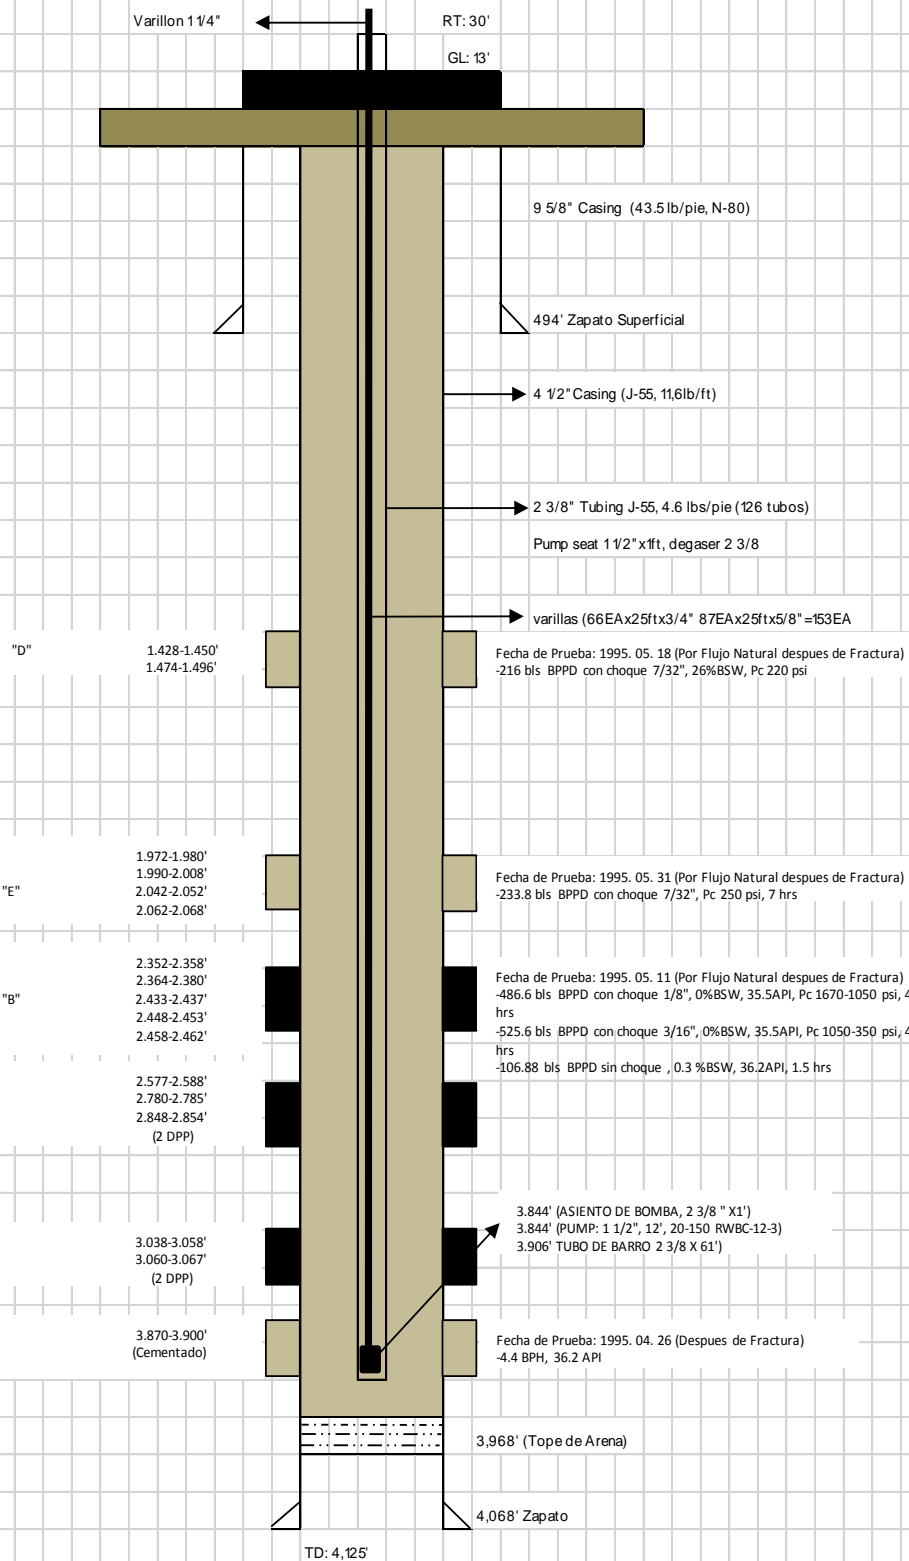 Varillon 1 1/4"
RT: 30'
GL: 13'
9 5/8" Casing (43.5 lb/pie, N-80)
494' Zapato Superficial
4 1/2" Casing (J-55, 11,6lb/ft)
2 3/8" Tubing J-55, 4.6 lbs/pie (126 tubos)
Pump seat 1 1/2" x1ft, degaser 2 3/8
varillas (66EAx25ftx3/4" 87EAx25ftx5/8" =153EA
"D"
1.428-1.450'
1.474-1.496'
Fecha de Prueba: 1995. 05. 18 (Por Flujo Natural despues de Fractura)
-216 bls BPPD con choque 7/32", 26%BSW, Pc 220 psi
"E"
1.972-1.980'
1.990-2.008'
2.042-2.052'
2.062-2.068'
Fecha de Prueba: 1995. 05. 31 (Por Flujo Natural despues de Fractura)
-233.8 bls BPPD con choque 7/32", Pc 250 psi, 7 hrs
"B"
2.352-2.358'
2.364-2.380'
2.433-2.437'
2.448-2.453'
2.458-2.462'
Fecha de Prueba: 1995. 05. 11 (Por Flujo Natural despues de Fractura)
-486.6 bls BPPD con choque 1/8", 0%BSW, 35.5API, Pc 1670-1050 psi, 4
hrs
-525.6 bls BPPD con choque 3/16", 0%BSW, 35.5API, Pc 1050-350 psi, 4
hrs
-106.88 bls BPPD sin choque , 0.3 %BSW, 36.2API, 1.5 hrs
2.577-2.588'
2.780-2.785'
2.848-2.854'
(2 DPP)
3.038-3.058'
3.060-3.067'
(2 DPP)
3.844' (ASIENTO DE BOMBA, 2 3/8 " X1')
3.844' (PUMP: 1 1/2", 12', 20-150 RWBC-12-3)
3.906' TUBO DE BARRO 2 3/8 X 61')
3.870-3.900'
(Cementado)
Fecha de Prueba: 1995. 04. 26 (Despues de Fractura)
-4.4 BPH, 36.2 API
3,968' (Tope de Arena)
4,068' Zapato
TD: 4,125'